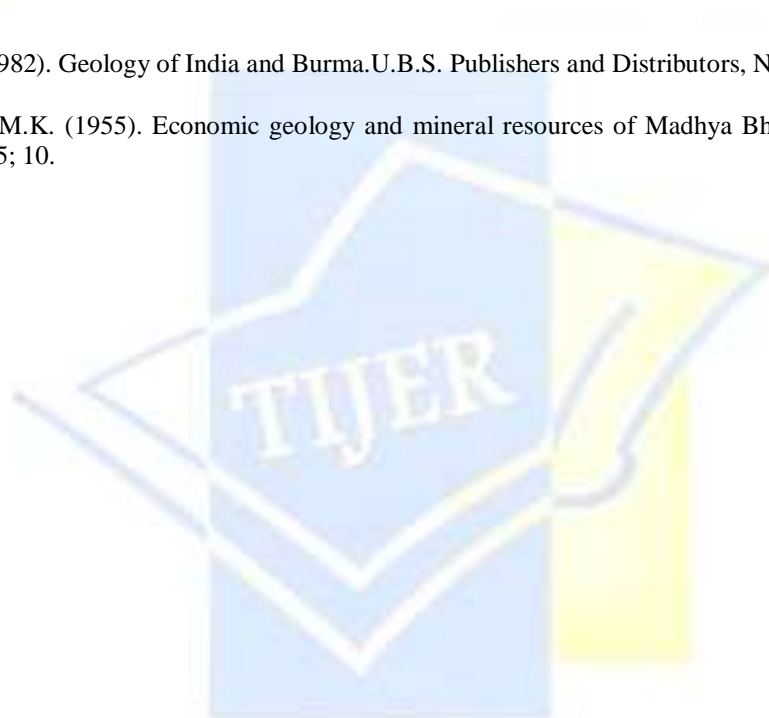 982). Geology of India and Burma.U.B.S. Publishers and Distributors, N
M.K. (1955). Economic geology and mineral resources of Madhya Bh
5; 10.
TIJER